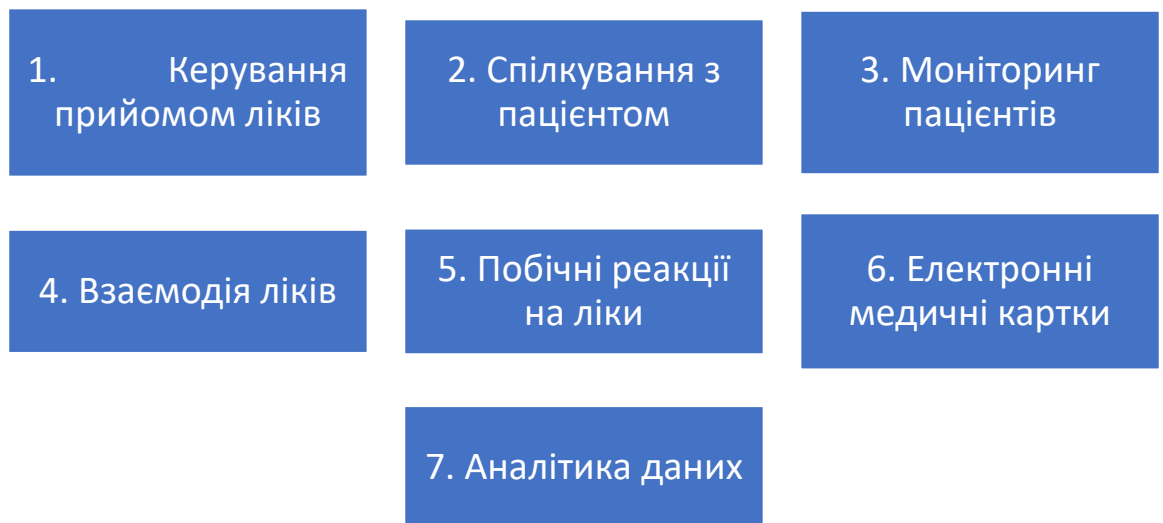 1. Керування
прийомом ліків
2. Спілкування з
пацієнтом
3. Моніторинг
пацієнтів
4. Взаємодія ліків
5. Побічні реакції
на ліки
6. Електронні
медичні картки
7. Аналітика даних